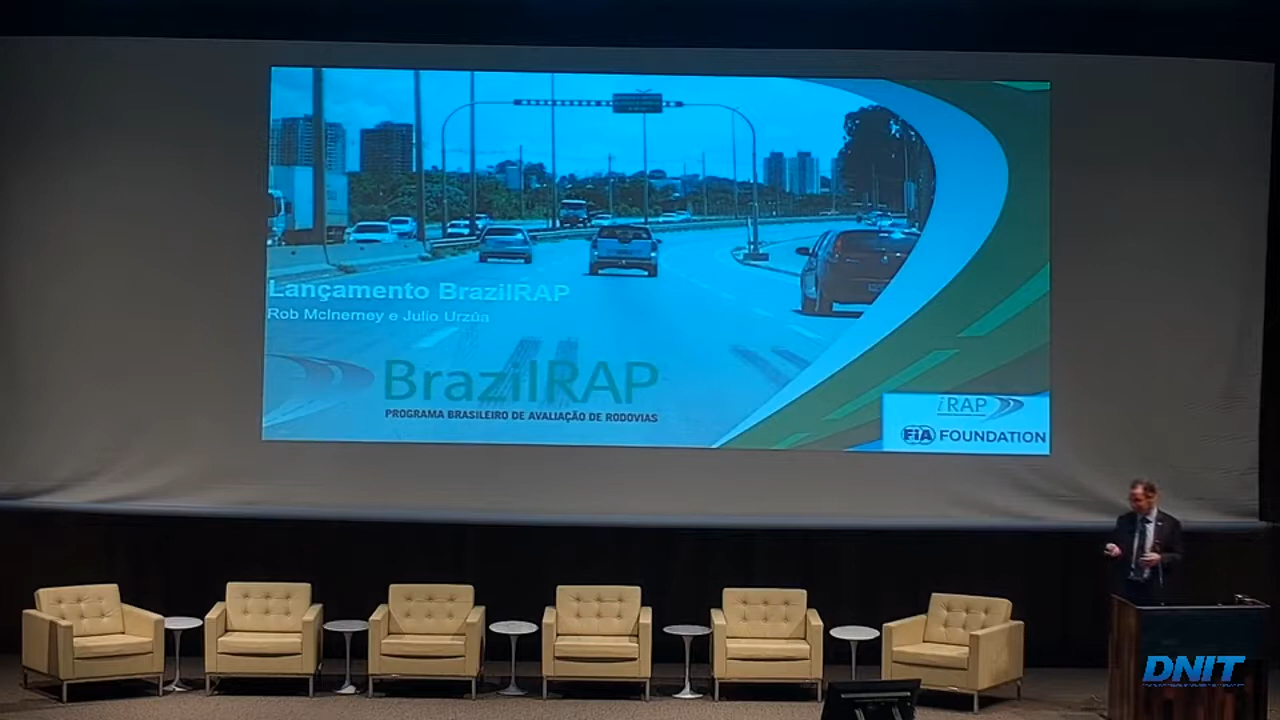 Lançamento BrazilRAP
Rob McInerney e Julio Urzúa
BrazilRAP
PROGRAMA BRASILEIRO DE AVALIAÇÃO DE RODOVIAS
iRAP
FiA FOUNDATION
DNIT